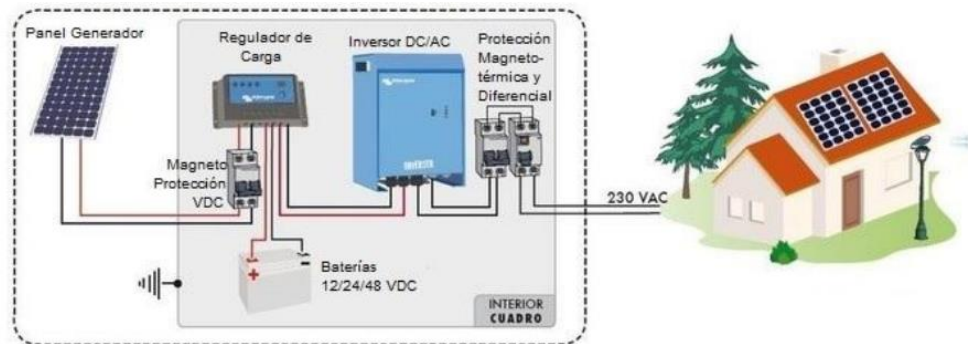 Panel Generador
Regulador de
Carga
Inversor DC/AC
Protección
Magneto-
térmica y
Diferencial
Magneto
Protección
VDC
230 VAC
Baterías
12/24/48 VDC
INTERIOR
CUADRO